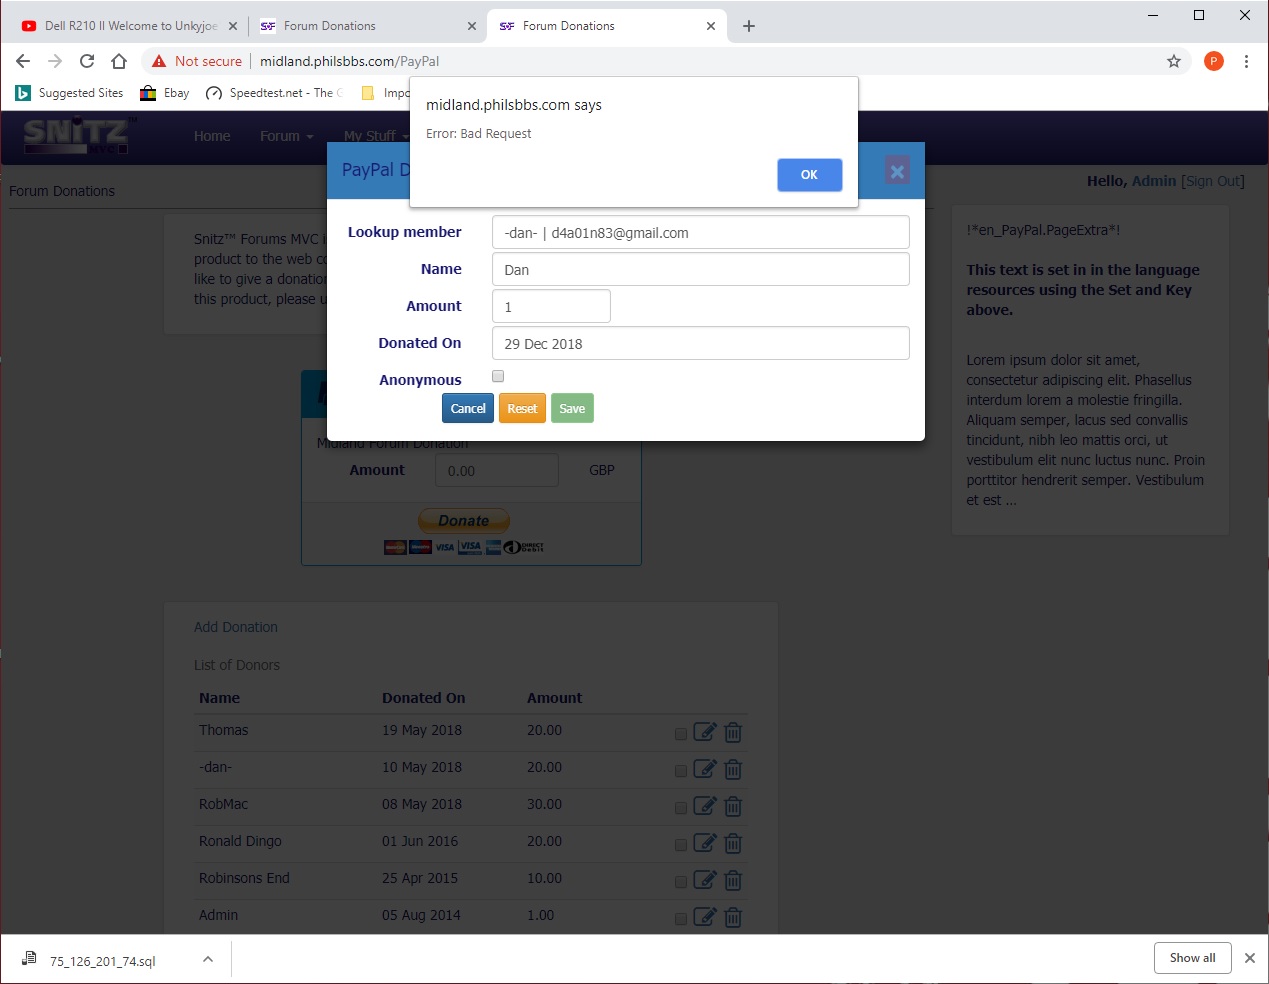 Dell R210 II Welcome to Unkyjoe
Forum Donations
Forum Donations
Not secure
midland.philsbbs.com/PayPal
P
Suggested Sites
Ebay
Speedtest.net - The G
Impo
midland.philsbbs.com says
Error: Bad Request
OK
SNiTZ™
MVC
Home
Forum
My Stuff
PayPal D
Hello, Admin [Sign Out]
Forum Donations
Snitz™ Forums MVC i
product to the web co
like to give a donation
this product, please u
Lookup member
-dan- | d4a01n83@gmail.com
Name
Dan
Amount
1
Donated On
29 Dec 2018
Anonymous
Cancel
Reset
Save
!*en_PayPal.PageExtra*!
This text is set in in the language
resources using the Set and Key
above.
Lorem ipsum dolor sit amet,
consectetur adipiscing elit. Phasellus
interdum lorem a molestie fringilla.
Aliquam semper, lacus sed convallis
tincidunt, nibh leo mattis orci, ut
vestibulum elit nunc luctus nunc. Proin
porttitor hendrerit semper. Vestibulum
et est ...
Midland Forum Donation
Amount
0.00
GBP
Donate
VISA
VISA
DIRECT
Debit
Add Donation
List of Donors
Name Donated On Amount
Thomas 19 May 2018 20.00
-dan- 10 May 2018 20.00
RobMac 08 May 2018 30.00
Ronald Dingo 01 Jun 2016 20.00
Robinsons End 25 Apr 2015 10.00
Admin 05 Aug 2014 1.00
75_126_201_74.sql
Show all